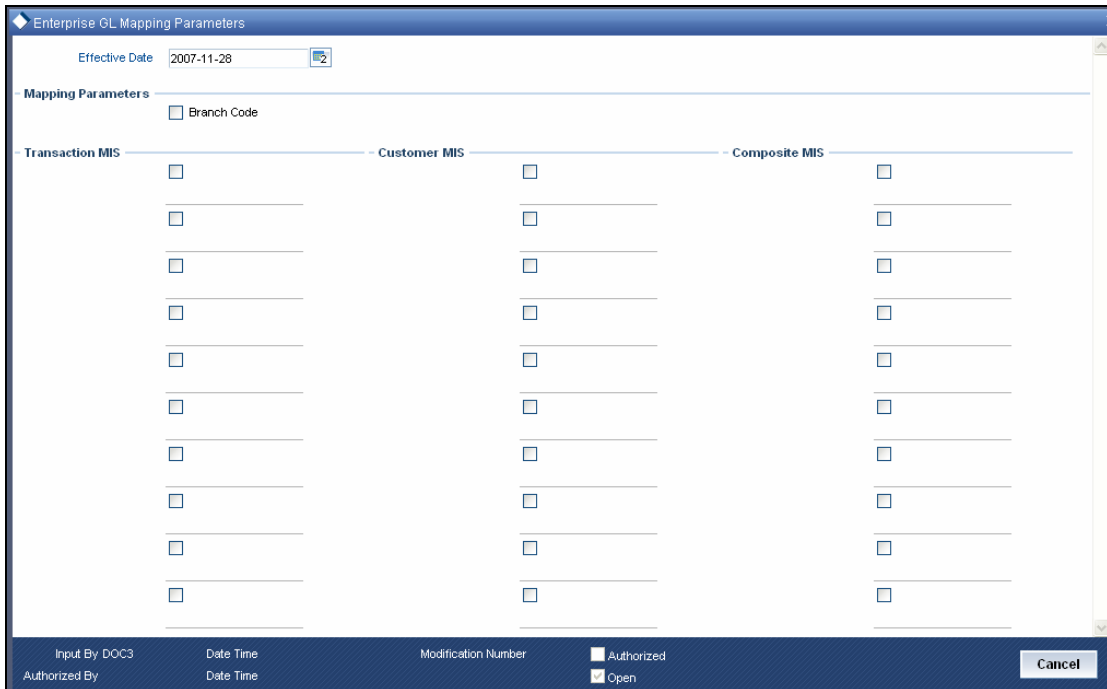 Enterprise GL Mapping Parameters
Effective Date 2007-11-28
Mapping Parameters
Branch Code
Transaction MIS Customer MIS Composite MIS
Input By DOC3 Date Time Modification Number Authorized
Authorized By Date Time Open
Cancel